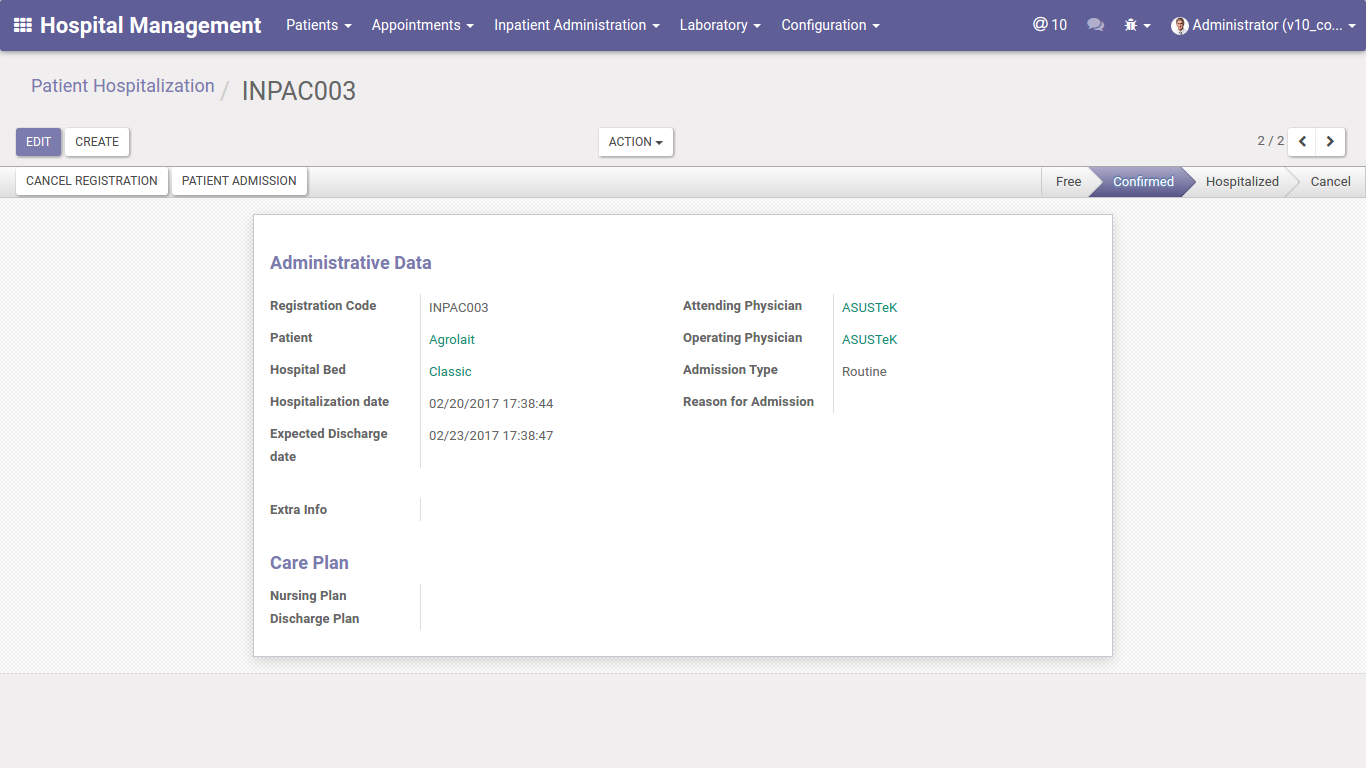 Hospital Management Patients Appointments Inpatient Administration Laboratory Configuration @ 10 Administrator (v10_co...
Patient Hospitalization / INPAC003
EDIT CREATE ACTION 2 / 2
CANCEL REGISTRATION PATIENT ADMISSION Free Confirmed Hospitalized Cancel
Administrative Data
Registration Code INPAC003 Attending Physician ASUSTeK
Patient Agrolait Operating Physician ASUSTeK
Hospital Bed Classic Admission Type Routine
Hospitalization date 02/20/2017 17:38:44 Reason for Admission
Expected Discharge 02/23/2017 17:38:47
date
Extra Info
Care Plan
Nursing Plan
Discharge Plan